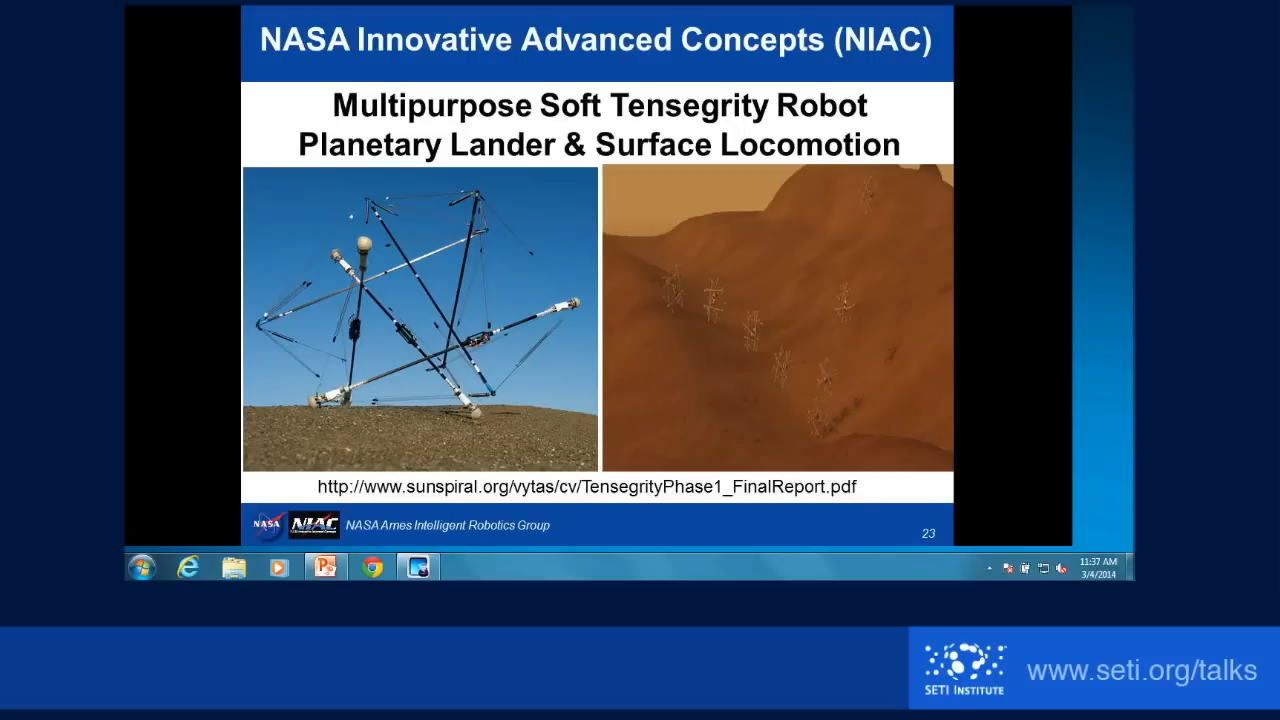 NASA Innovative Advanced Concepts (NIAC)
Multipurpose Soft Tensegrity Robot
Planetary Lander & Surface Locomotion
http://www.sunspiral.org/vytas/cv/TensegrityPhase1_FinalReport.pdf
NASA
NIAC
NASA Ames Intelligent Robotics Group
23
11:37 AM
3/4/2014
SETI INSTITUTE
www.seti.org/talks